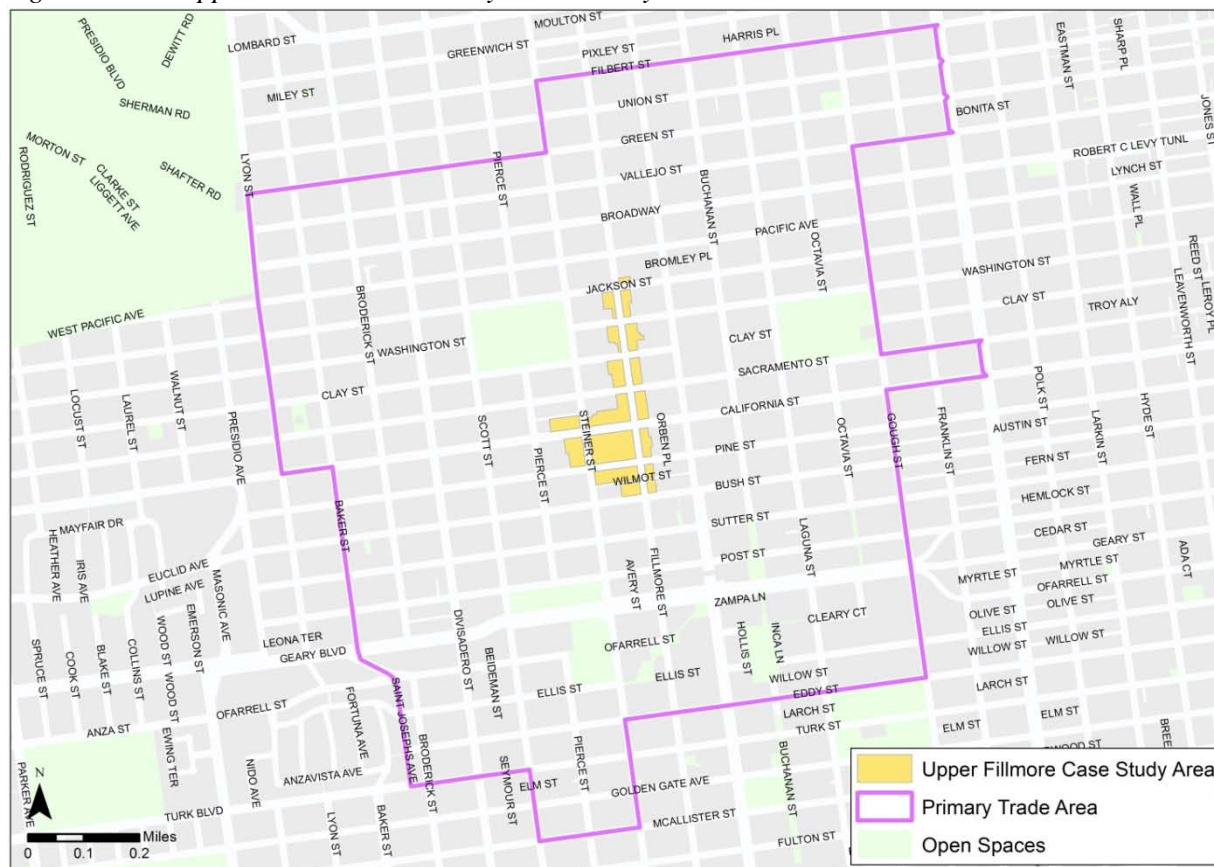 PRESIDIO BLVD
DEWITT RD
LOMBARD ST
MOULTON ST
GREENWICH ST
PIXLEY ST
FILBERT ST
HARRIS PL
EASTMAN ST
SHARP PL
MILEY ST
UNION ST
BONITA ST
JONES ST
SHERMAN RD
GREEN ST
ROBERT C LEVY TUNL
MORTON ST
RODRIGUEZ ST
CLARKE ST
LIGGETT AVE
SHAFTER RD
LYON ST
PIERCE ST
VALLEJO ST
BUCHANAN ST
LYNCH ST
WALL PL
BROADWAY
PACIFIC AVE
OCTAVIA ST
BROMLEY PL
WASHINGTON ST
REED ST
LEROY PL
LEAVENWORTH ST
JACKSON ST
BRODERICK ST
CLAY ST
TROY ALY
WEST PACIFIC AVE
WASHINGTON ST
CLAY ST
SACRAMENTO ST
LOCUST ST
LAUREL ST
WALNUT ST
PRESIDIO AVE
CLAY ST
SCOTT ST
PIERCE ST
STEINER ST
ORBEN PL
CALIFORNIA ST
OCTAVIA ST
GOUGH ST
FRANKLIN ST
POLK ST
LARKIN ST
HYDE ST
AUSTIN ST
PINE ST
FERN ST
WILMOT ST
BUSH ST
HEMLOCK ST
MAYFAIR DR
BAKER ST
SUTTER ST
CEDAR ST
HEATHER AVE
IRIS AVE
EUCLID AVE
LUPINE AVE
MASONIC AVE
POST ST
LAGUNA ST
GEARY ST
MYRTLE ST
OFARRELL ST
ADA CT
AVERY ST
FILLMORE ST
ZAMPA LN
CLEARY CT
OLIVE ST
OLIVE ST
ELLIS ST
WILLOW ST
WILLOW ST
SPRUCE ST
COOK ST
BLAKE ST
COLLINS ST
WOOD ST
WOOD ST
EMERSON ST
LEONA TER
GEARY BLVD
DIVISADERO ST
BEIDEMAN ST
OFARRELL ST
HOLLIS ST
INCA LN
ELLIS ST
ELLIS ST
WILLOW ST
EDDY ST
LARCH ST
LARCH ST
TURK ST
ANZA ST
EWING TER
OFARRELL ST
FORTUNA AVE
SAINT JOSEPHS AVE
BRODERICK ST
SEYMOUR ST
PIERCE ST
BUCHANAN ST
ELM ST
ELM ST
PARKER AVE
NIDO AVE
ANZAVISTA AVE
ELM ST
GOLDEN GATE AVE
TURK BLVD
LYON ST
BAKER ST
MCALLISTER ST
FULTON ST
N
0 0.1 0.2
Miles
Upper Fillmore Case Study Area
Primary Trade Area
Open Spaces